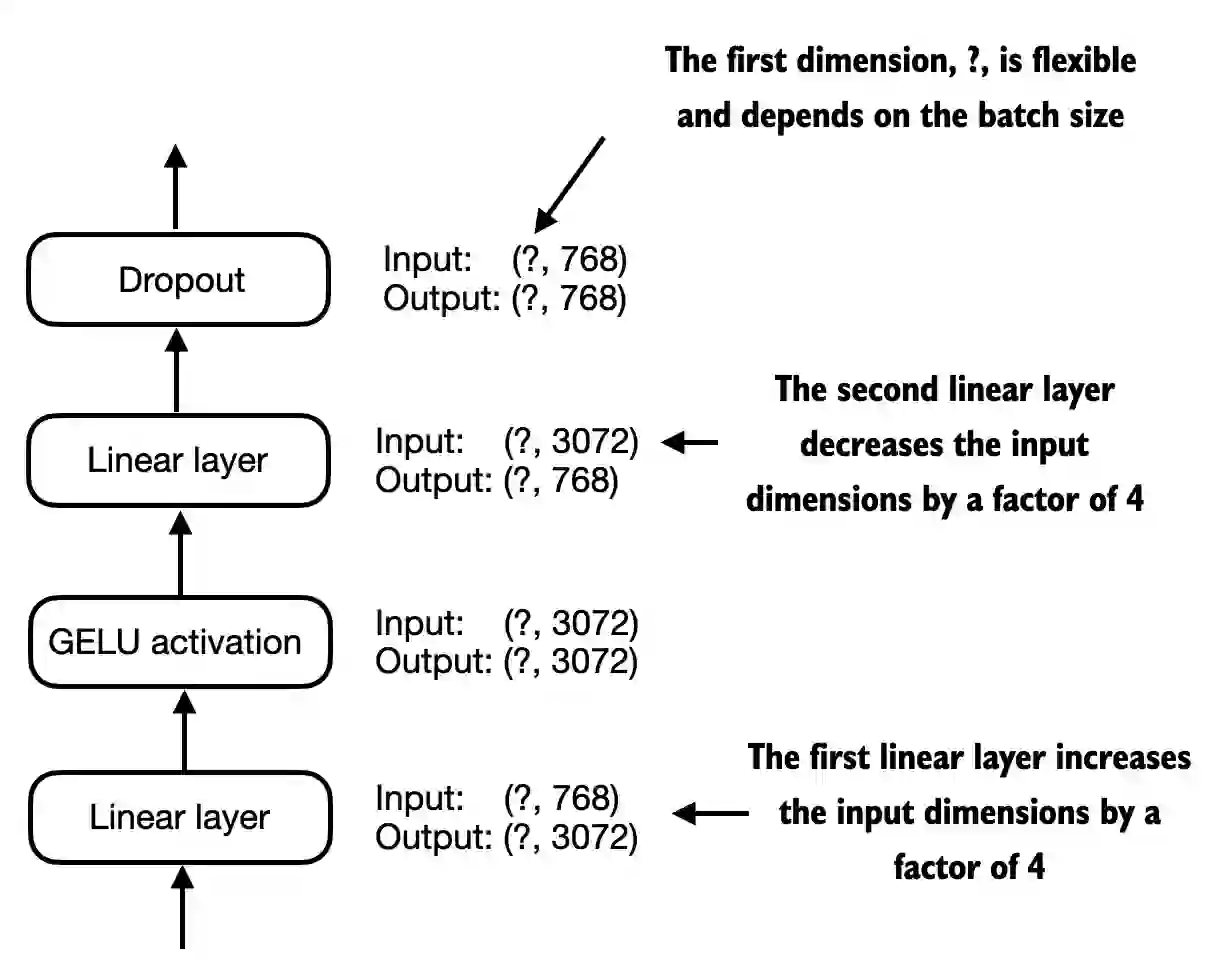 The first dimension, ?, is flexible
and depends on the batch size
Dropout
Input: (?, 768)
Output: (?, 768)
The second linear layer
decreases the input
dimensions by a factor of 4
Linear layer
Input: (?, 3072)
Output: (?, 768)
GELU activation
Input: (?, 3072)
Output: (?, 3072)
The first linear layer increases
the input dimensions by a
factor of 4
Linear layer
Input: (?, 768)
Output: (?, 3072)